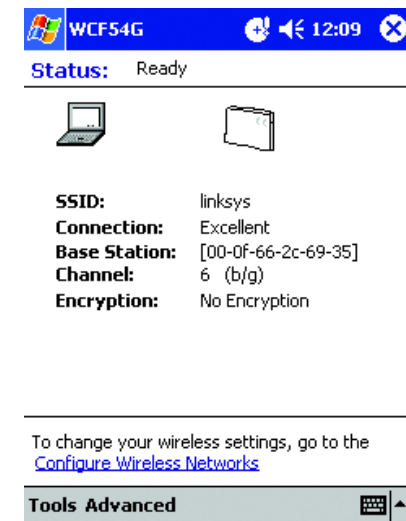 WCF54G 12:09
Status: Ready
SSID: linksys
Connection: Excellent
Base Station: [00-0f-66-2c-69-35]
Channel: 6 (b/g)
Encryption: No Encryption
To change your wireless settings, go to the
Configure Wireless Networks
Tools Advanced